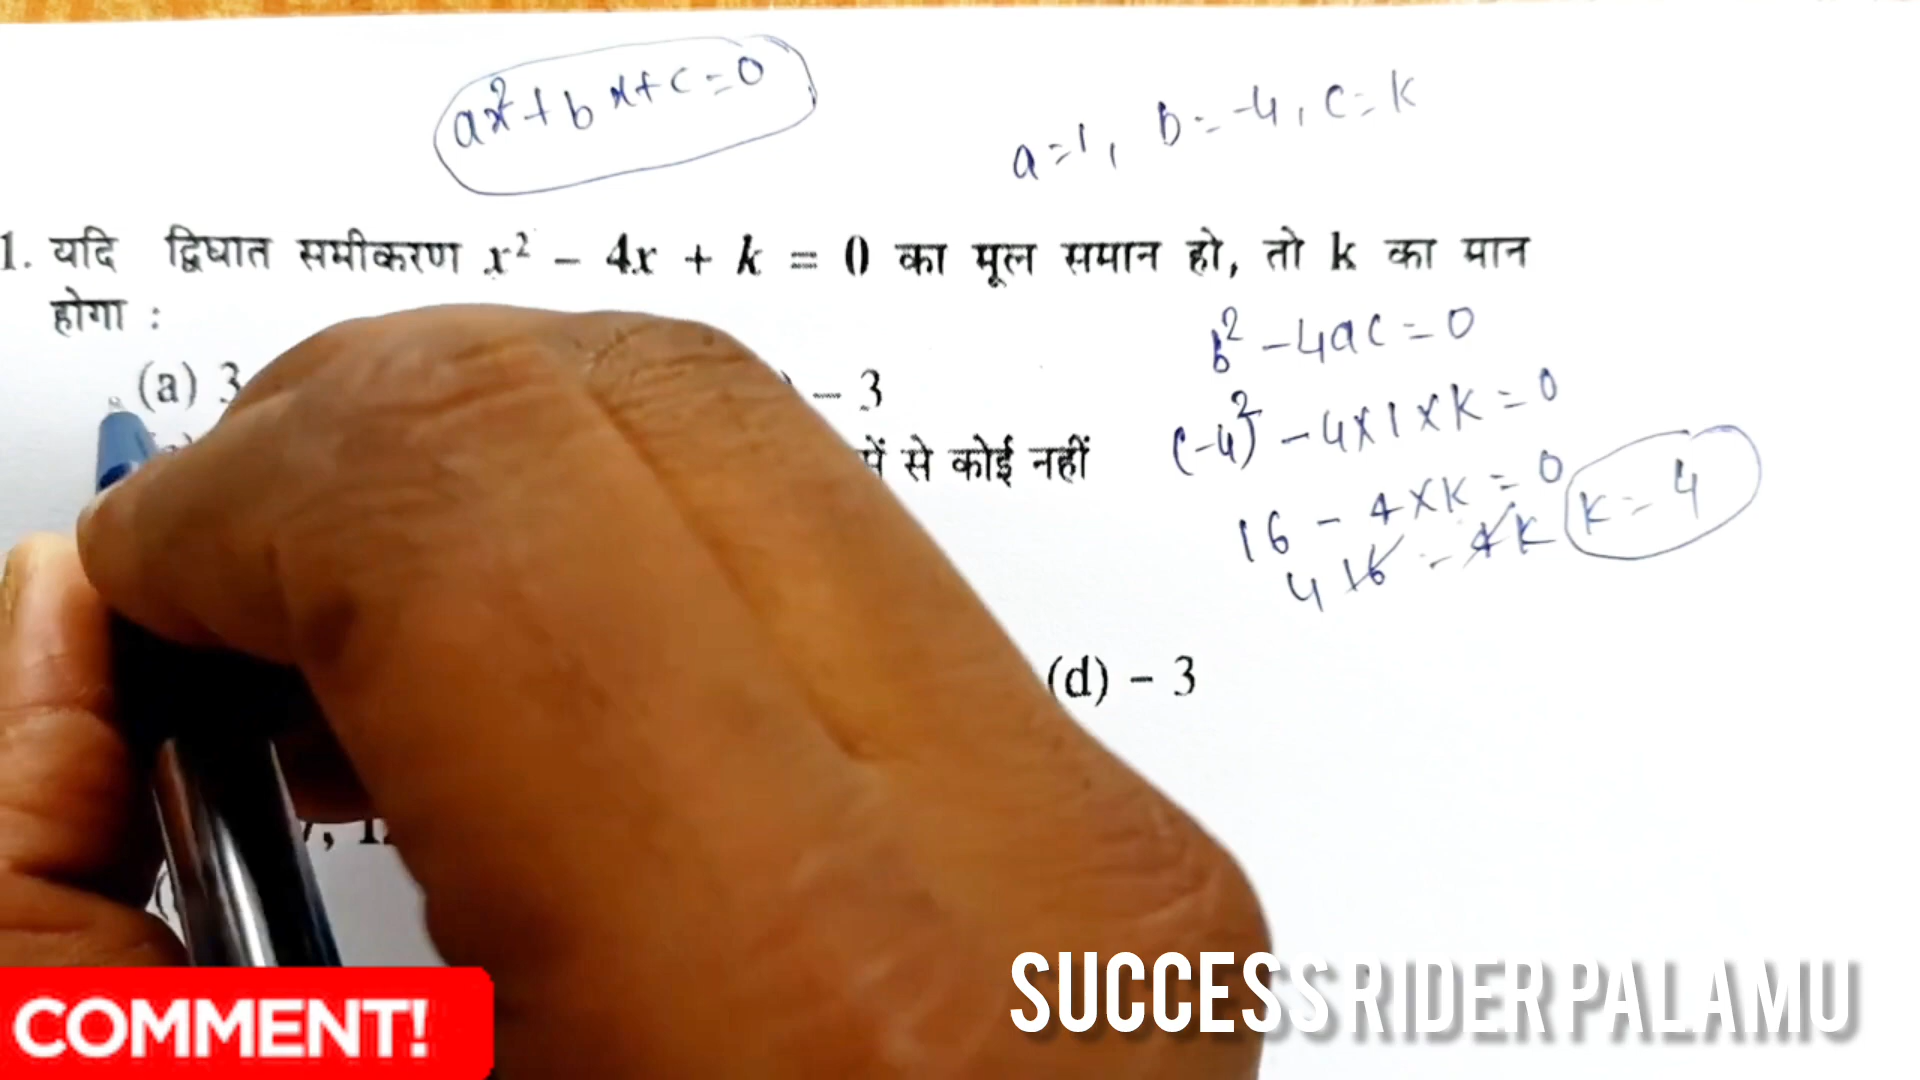 ax² + bx + c = 0
a = 1, b = -4, c = k
1. यदि द्विघात समीकरण x² – 4x + k = 0 का मूल समान हो, तो k का मान
होगा :
b² - 4ac = 0
(a) 3 – 3
(-4)² - 4×1×k = 0
में से कोई नहीं
16 - 4×k = 0
4 16 = 4k k = 4
(d) – 3
COMMENT!
SUCCESS RIDER PALAMU